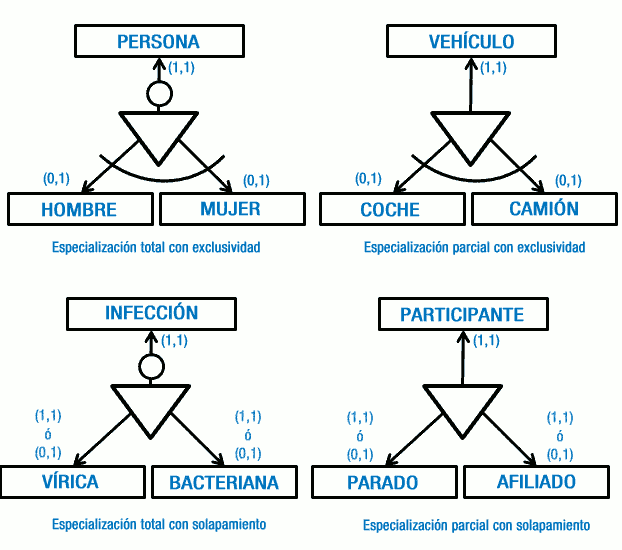 PERSONA
(1,1)
(0,1)
(0,1)
HOMBRE
MUJER
Especialización total con exclusividad
VEHÍCULO
(1,1)
(0,1)
(0,1)
COCHE
CAMIÓN
Especialización parcial con exclusividad
INFECCIÓN
(1,1)
(1,1)
ó
(0,1)
(1,1)
ó
(0,1)
VÍRICA
BACTERIANA
Especialización total con solapamiento
PARTICIPANTE
(1,1)
(1,1)
ó
(0,1)
(1,1)
ó
(0,1)
PARADO
AFILIADO
Especialización parcial con solapamiento